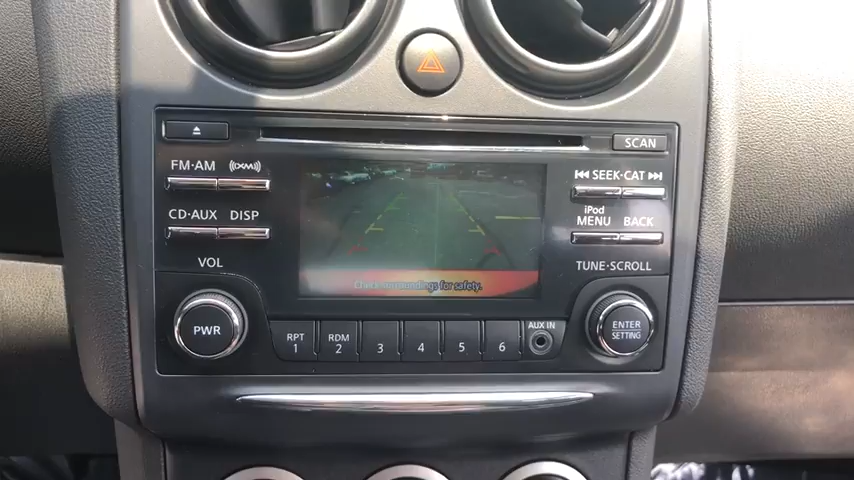 SCAN
FM·AM
XM
SEEK·CAT
CD·AUX DISP
iPod
MENU BACK
VOL
TUNE·SCROLL
Check surroundings for safety.
PWR
ENTER
SETTING
RPT
1
RDM
2
3
4
5
6
AUX IN